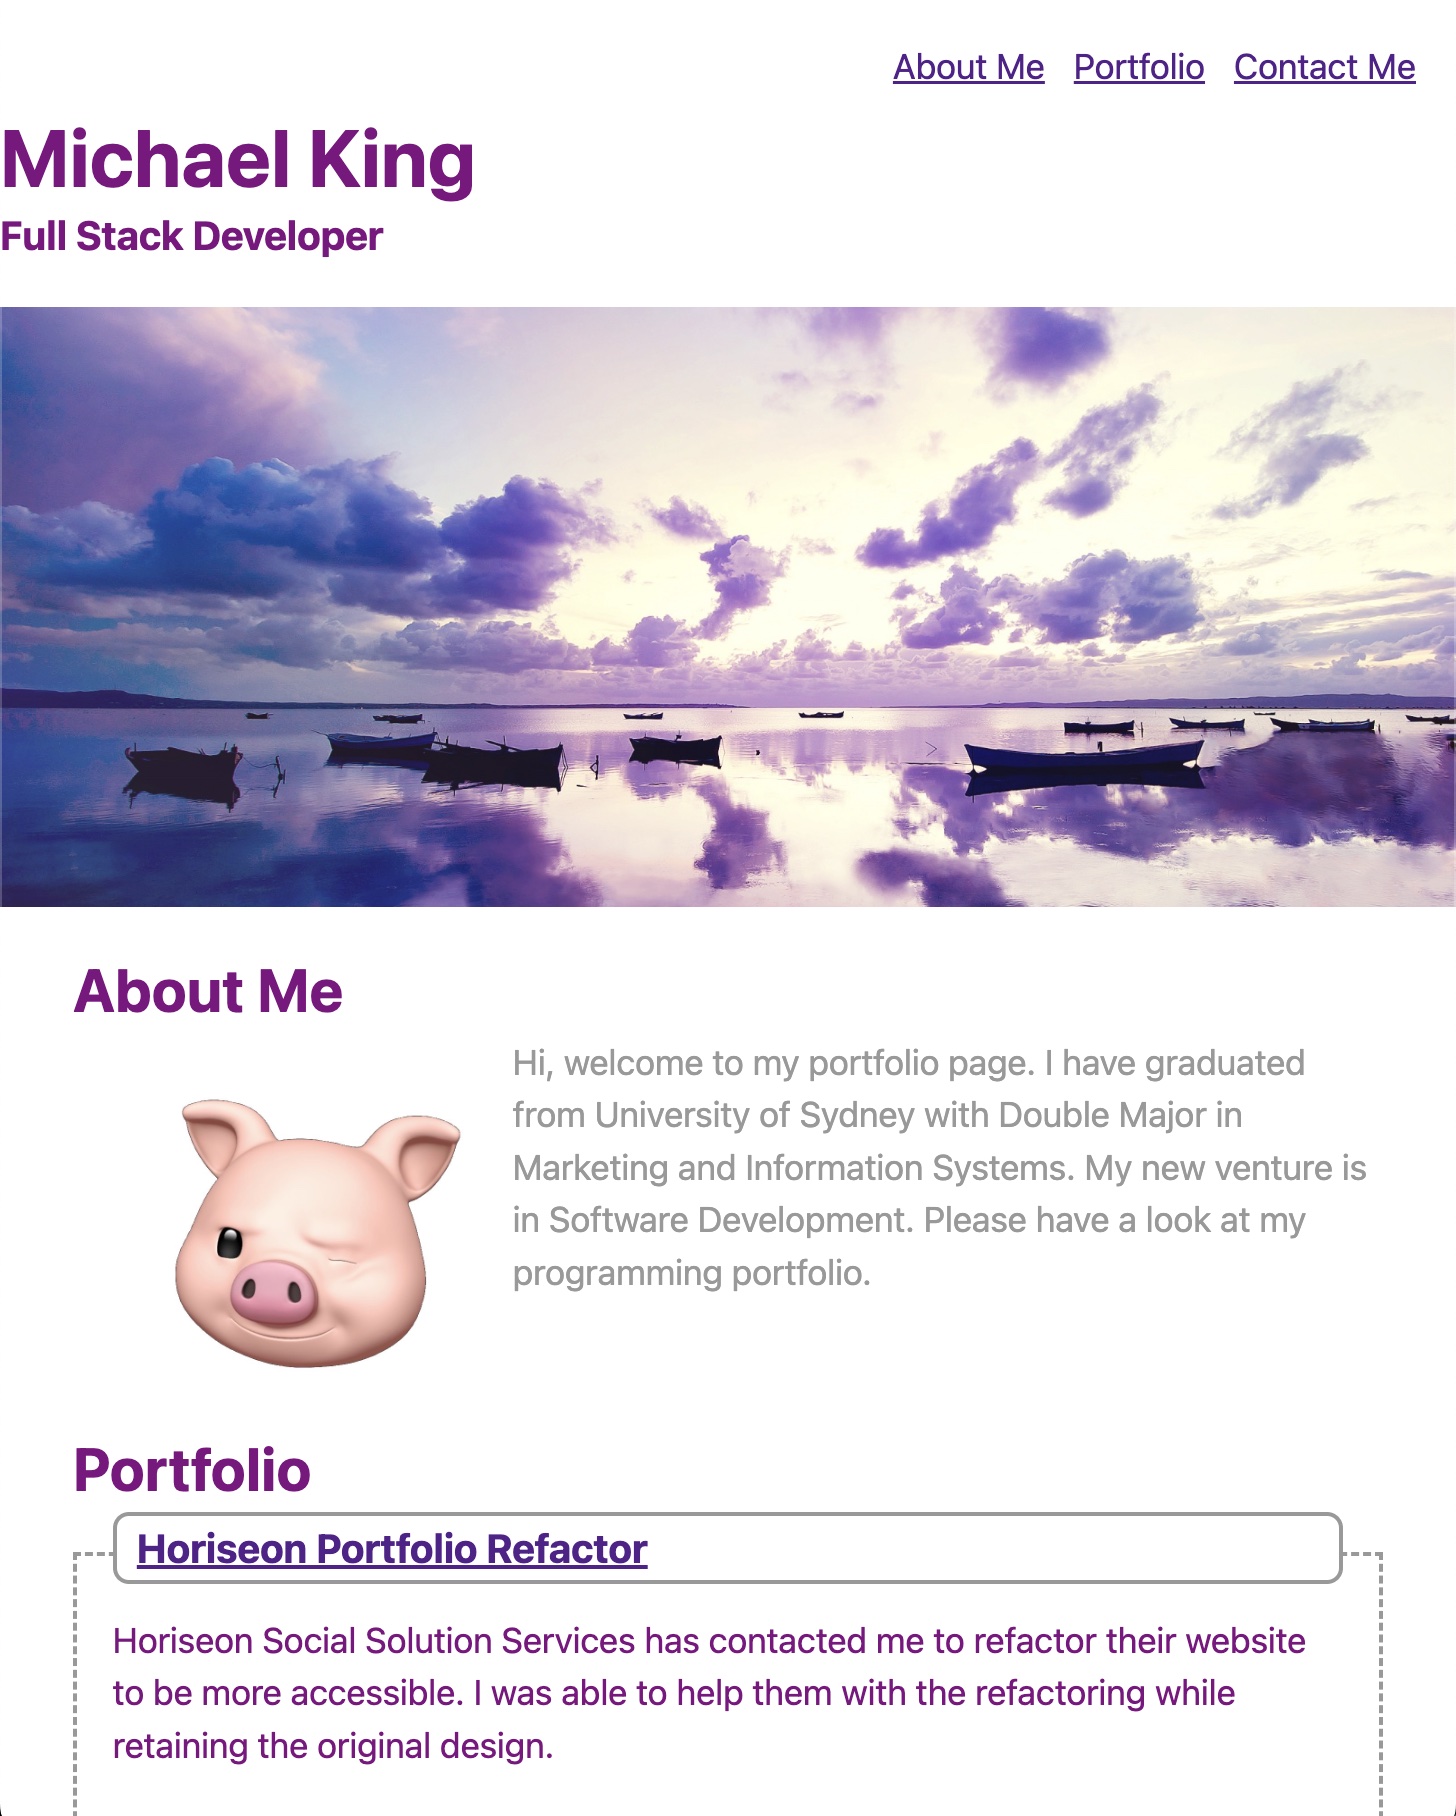 About Me Portfolio Contact Me
Michael King
Full Stack Developer
About Me
Hi, welcome to my portfolio page. I have graduated
from University of Sydney with Double Major in
Marketing and Information Systems. My new venture is
in Software Development. Please have a look at my
programming portfolio.
Portfolio
Horiseon Portfolio Refactor
Horiseon Social Solution Services has contacted me to refactor their website
to be more accessible. I was able to help them with the refactoring while
retaining the original design.